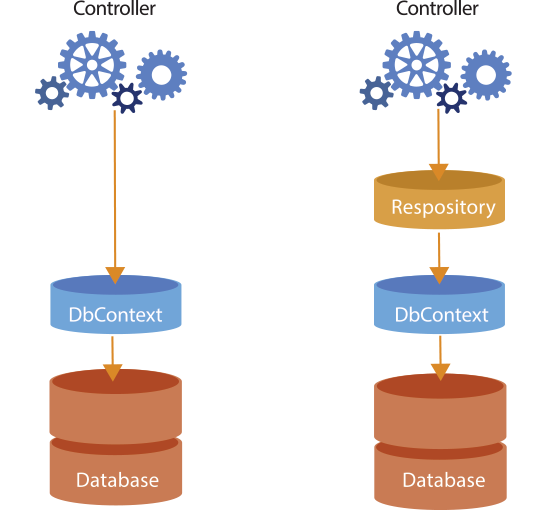 Controller
Controller
Respository
DbContext
DbContext
Database
Database